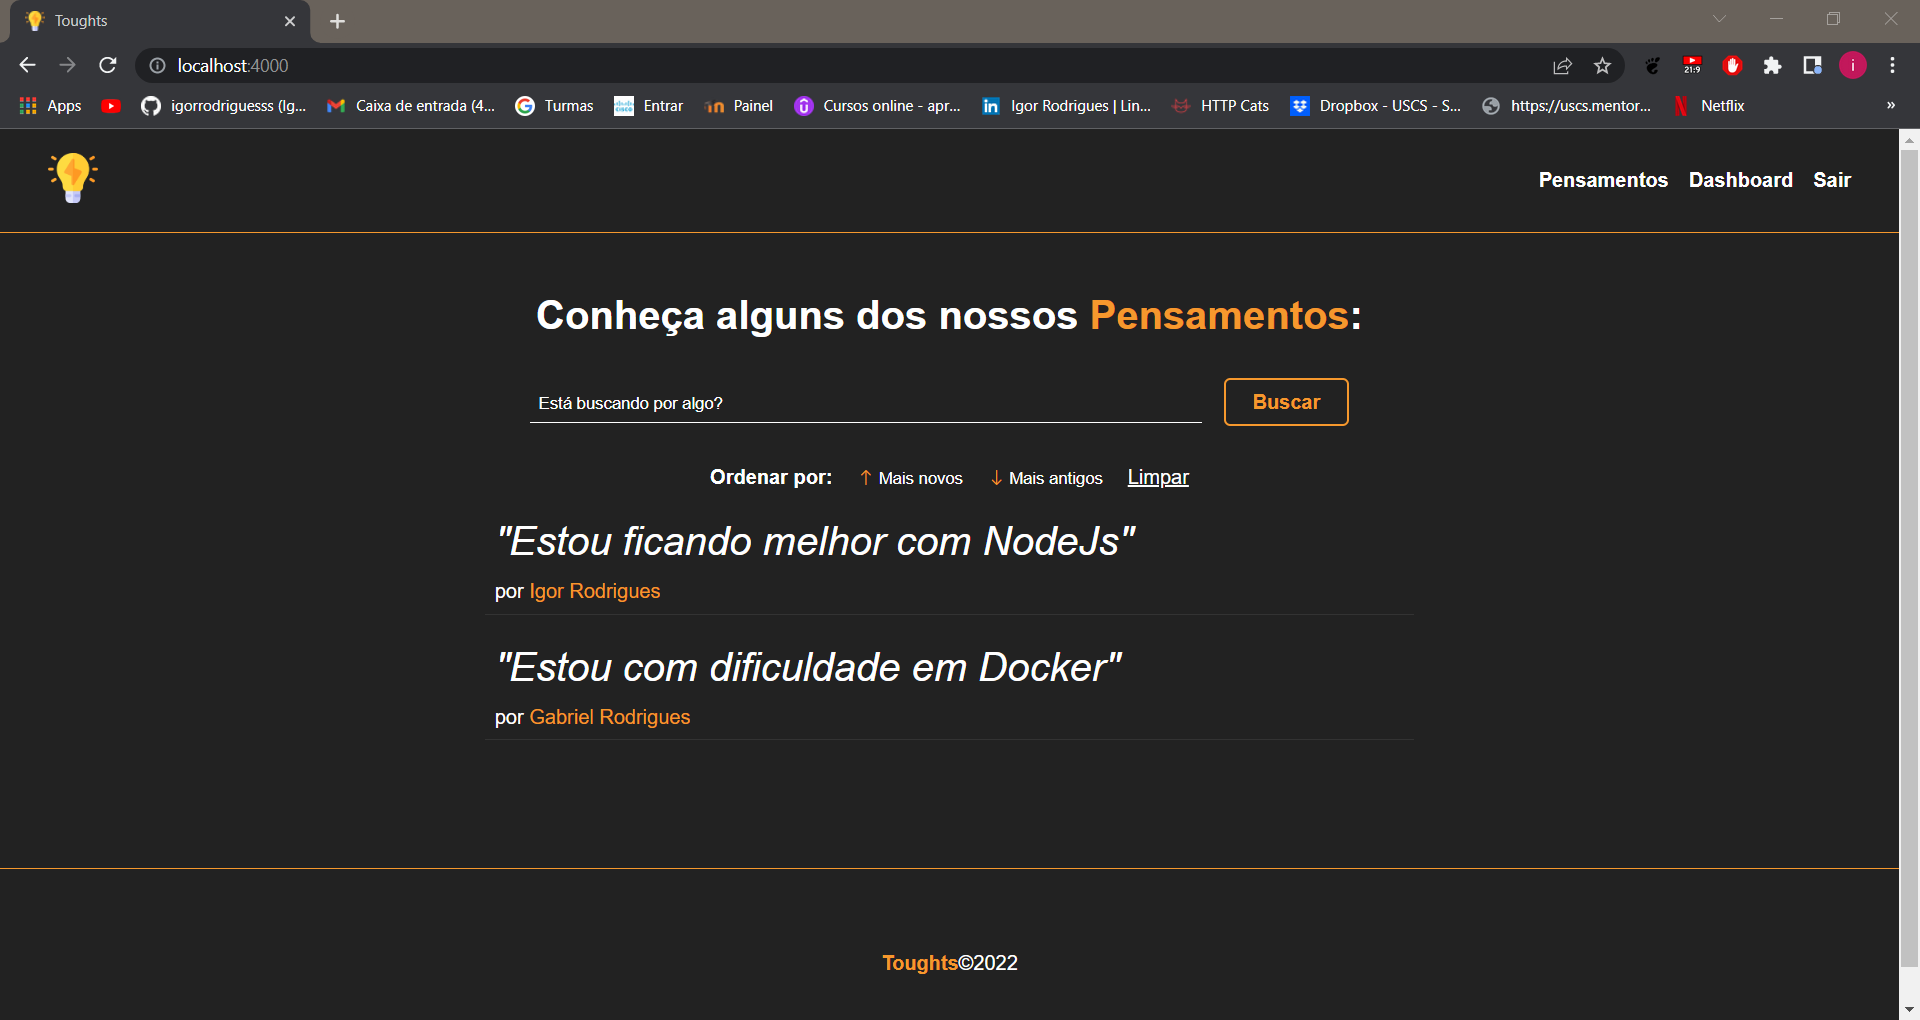 Toughts
localhost:4000
21:9
i
Apps
igorrodriguesss (Ig...
Caixa de entrada (4...
Turmas
Entrar
Painel
Cursos online - apr...
Igor Rodrigues | Lin...
HTTP Cats
Dropbox - USCS - S...
https://uscs.mentor...
Netflix
»
Pensamentos Dashboard Sair
Conheça alguns dos nossos Pensamentos:
Está buscando por algo?
Buscar
Ordenar por: ↑ Mais novos ↓ Mais antigos Limpar
"Estou ficando melhor com NodeJs"
por Igor Rodrigues
"Estou com dificuldade em Docker"
por Gabriel Rodrigues
Toughts©2022